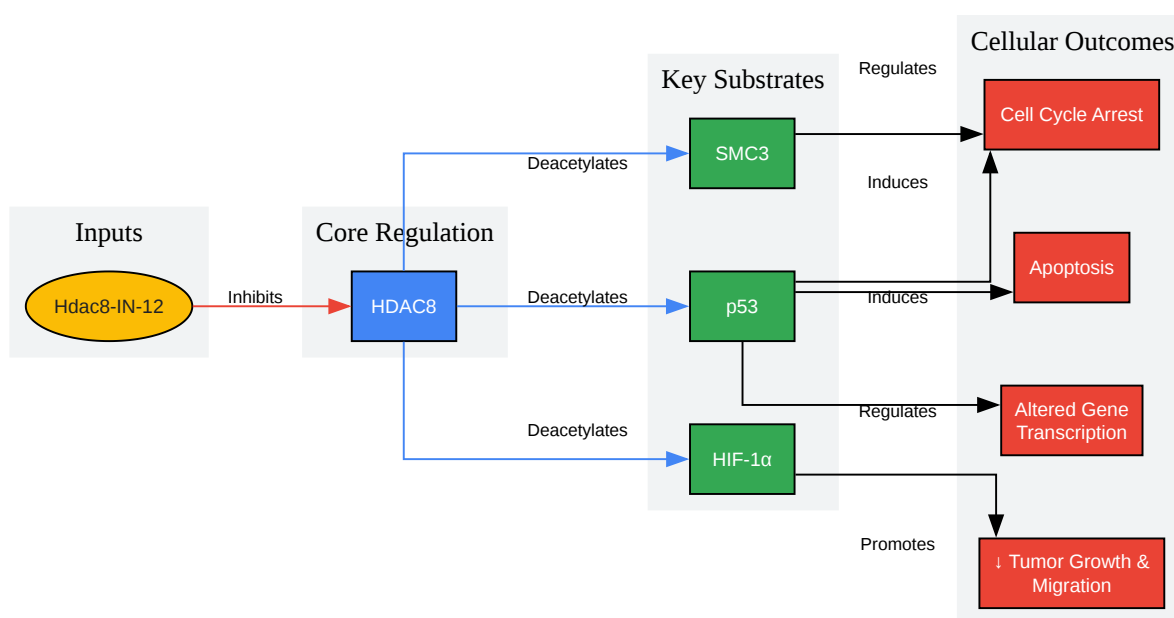 Inputs
Hdac8-IN-12
Inhibits
Core Regulation
HDAC8
Deacetylates
Deacetylates
Deacetylates
Key Substrates
SMC3
p53
HIF-1α
Regulates
Induces
Induces
Regulates
Promotes
Cellular Outcomes
Cell Cycle Arrest
Apoptosis
Altered Gene
Transcription
↓ Tumor Growth &
Migration